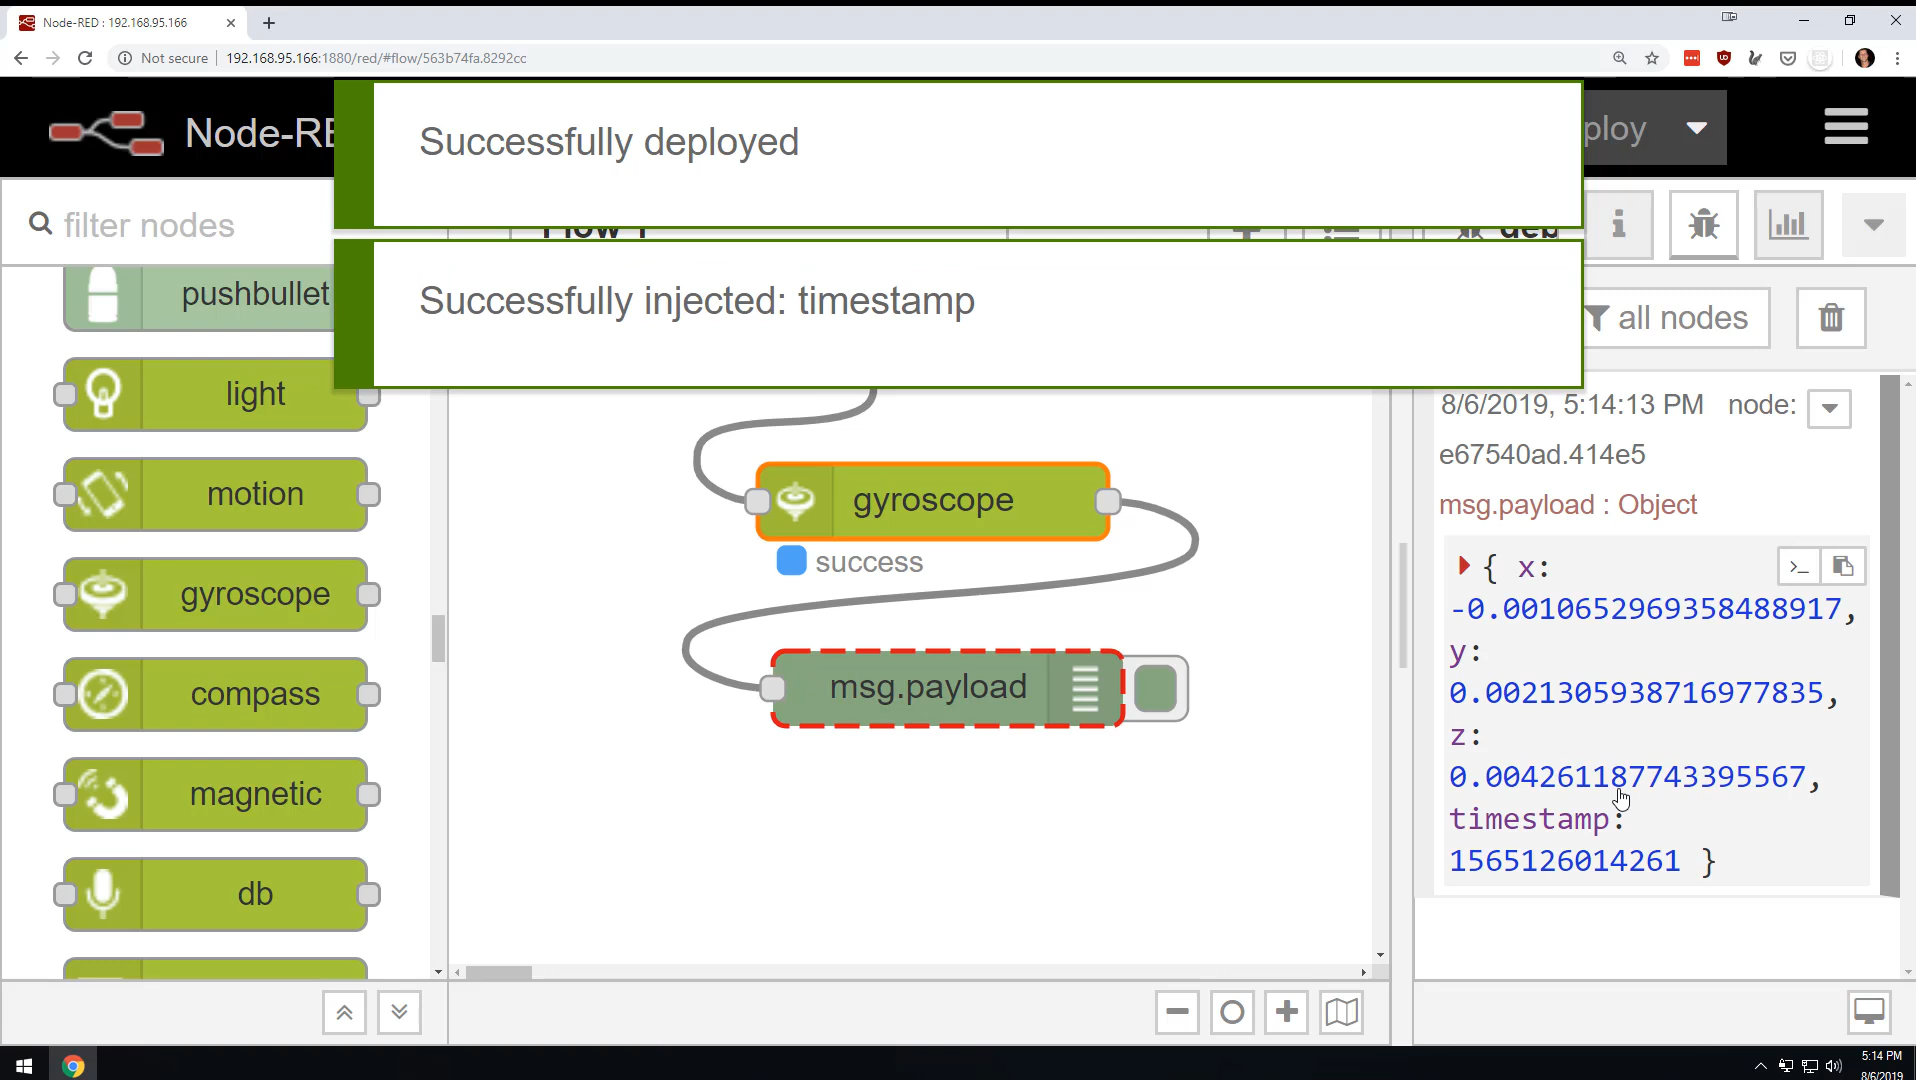 Node-RED : 192.168.95.166
Not secure
192.168.95.166:1880/red/#flow/563b74fa.8292cc
Node-RE
Successfully deployed
ploy
filter nodes
Flow 1
deb
Successfully injected: timestamp
all nodes
pushbullet
light
motion
gyroscope
compass
magnetic
db
gyroscope
success
msg.payload
8/6/2019, 5:14:13 PM node:
e67540ad.414e5
msg.payload : Object
{ x:
-0.0010652969358488917,
y:
0.0021305938716977835,
z:
0.004261187743395567,
timestamp:
1565126014261 }
5:14 PM
8/6/2019